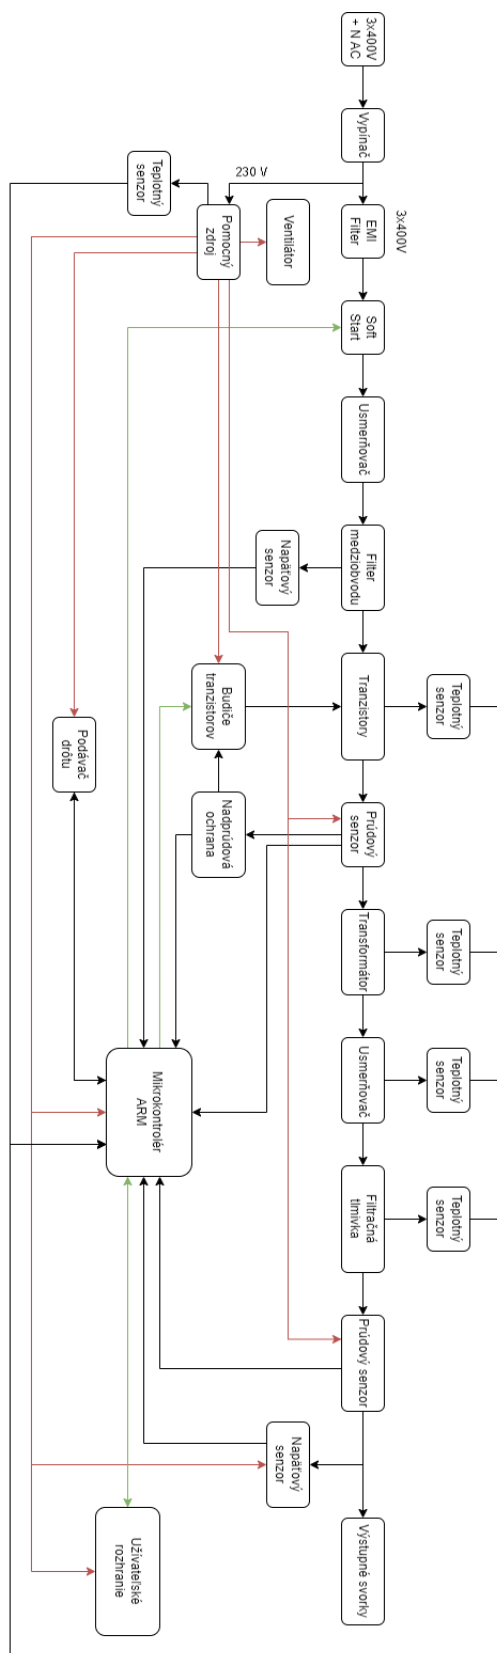 Teplotný
senzor
Teplotný
senzor
Teplotný
senzor
Teplotný
senzor
3x400V
3x400V
+ N AC
Vypínač
EMI
Filter
Soft
Start
Usmerňovač
Filter
medziobvodu
Tranzistory
Prúdový
senzor
Transformátor
Usmerňovač
Filtračná
tlmivka
Prúdový senzor
Výstupné svorky
230 V
Ventilátor
Napäťový
senzor
Napäťový
senzor
Pomocný
zdroj
Budiče
tranzistorov
Nadprúdová
ochrana
Teplotný
senzor
Podávač
drôtu
Mikrokontrolér
ARM
Užívateľské
rozhranie